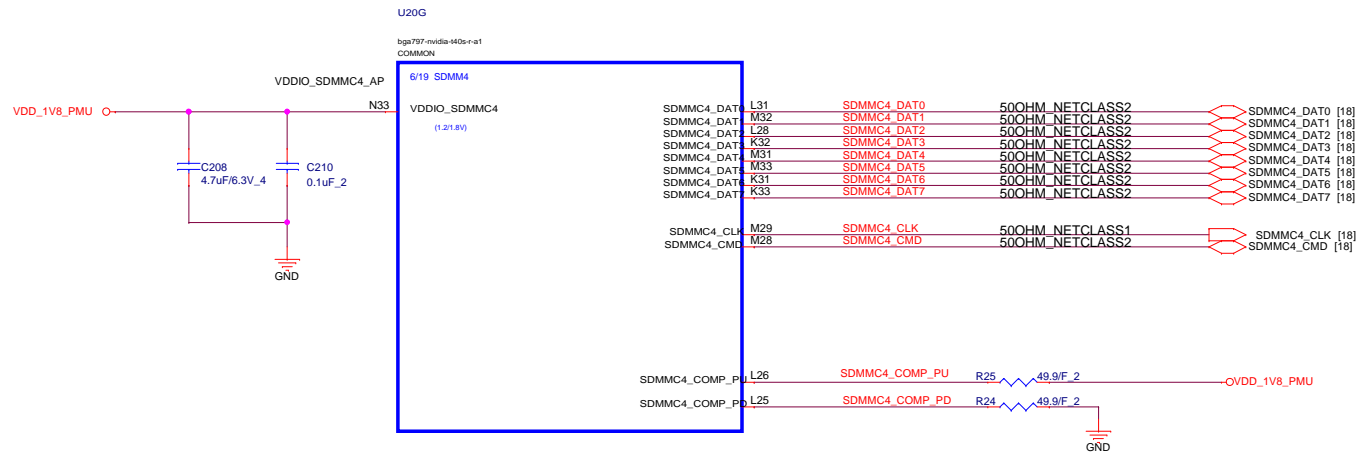 U20G
bga797-nvidia-t40s-r-a1
COMMON
6/19 SDMM4
VDDIO_SDMMC4_AP
VDD_1V8_PMU
N33
VDDIO_SDMMC4
(1.2/1.8V)
C208
4.7uF/6.3V_4
C210
0.1uF_2
GND
SDMMC4_DAT0 L31 SDMMC4_DAT0 50OHM_NETCLASS2 SDMMC4_DAT0 [18]
SDMMC4_DAT1 M32 SDMMC4_DAT1 50OHM_NETCLASS2 SDMMC4_DAT1 [18]
SDMMC4_DAT2 L28 SDMMC4_DAT2 50OHM_NETCLASS2 SDMMC4_DAT2 [18]
SDMMC4_DAT3 K32 SDMMC4_DAT3 50OHM_NETCLASS2 SDMMC4_DAT3 [18]
SDMMC4_DAT4 M31 SDMMC4_DAT4 50OHM_NETCLASS2 SDMMC4_DAT4 [18]
SDMMC4_DAT5 M33 SDMMC4_DAT5 50OHM_NETCLASS2 SDMMC4_DAT5 [18]
SDMMC4_DAT6 K31 SDMMC4_DAT6 50OHM_NETCLASS2 SDMMC4_DAT6 [18]
SDMMC4_DAT7 K33 SDMMC4_DAT7 50OHM_NETCLASS2 SDMMC4_DAT7 [18]
SDMMC4_CLK M29 SDMMC4_CLK 50OHM_NETCLASS1 SDMMC4_CLK [18]
SDMMC4_CMD M28 SDMMC4_CMD 50OHM_NETCLASS2 SDMMC4_CMD [18]
SDMMC4_COMP_PU L26 SDMMC4_COMP_PU R25 49.9/F_2 VDD_1V8_PMU
SDMMC4_COMP_PD L25 SDMMC4_COMP_PD R24 49.9/F_2
GND